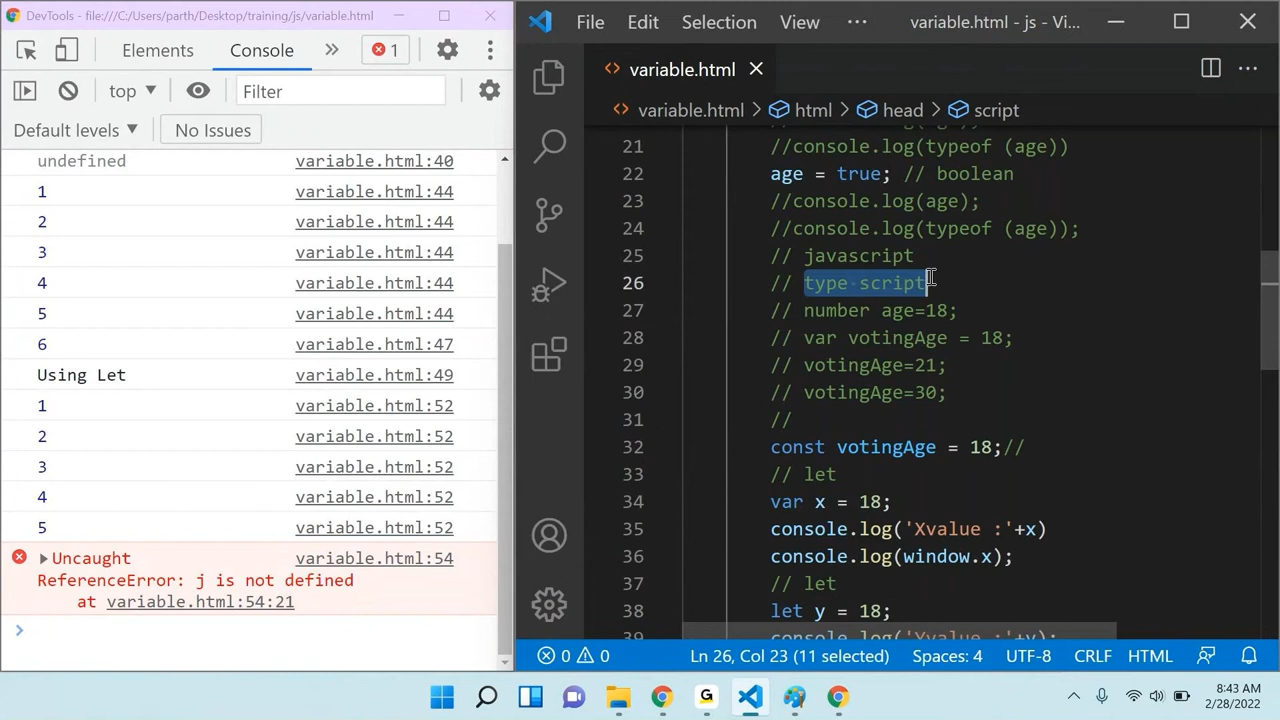 DevTools - file:///C:/Users/parth/Desktop/training/js/variable.html
Elements Console 1
top Filter
Default levels No Issues
undefined variable.html:40
1 variable.html:44
2 variable.html:44
3 variable.html:44
4 variable.html:44
5 variable.html:44
6 variable.html:47
Using Let variable.html:49
1 variable.html:52
2 variable.html:52
3 variable.html:52
4 variable.html:52
5 variable.html:52
Uncaught variable.html:54
ReferenceError: j is not defined
at variable.html:54:21
File Edit Selection View variable.html - js - Vi...
variable.html
variable.html > html > head > script
21 //console.log(typeof (age))
22 age = true; // boolean
23 //console.log(age);
24 //console.log(typeof (age));
25 // javascript
26 // type script
27 // number age=18;
28 // var votingAge = 18;
29 // votingAge=21;
30 // votingAge=30;
31 //
32 const votingAge = 18;//
33 // let
34 var x = 18;
35 console.log('Xvalue :'+x)
36 console.log(window.x);
37 // let
38 let y = 18;
39 console.log('Yvalue :'+y);
0 0 Ln 26, Col 23 (11 selected) Spaces: 4 UTF-8 CRLF HTML
8:43 AM
2/28/2022